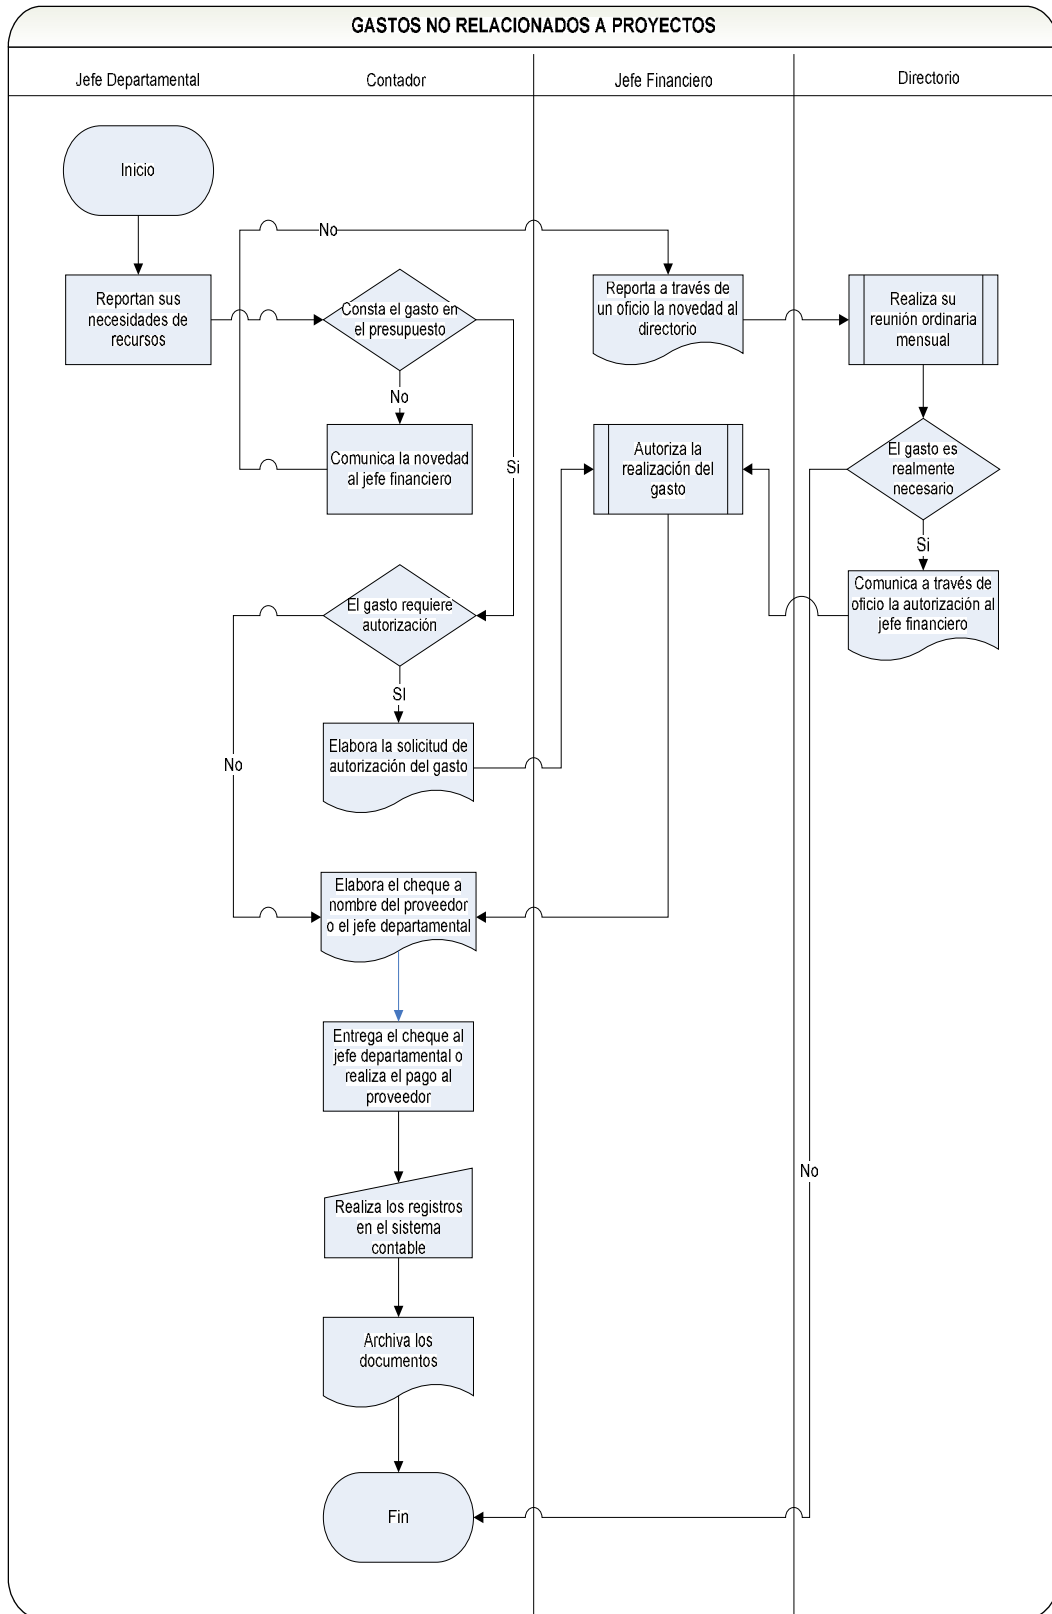 GASTOS NO RELACIONADOS A PROYECTOS
Jefe Departamental
Contador
Jefe Financiero
Directorio
Inicio
No
Reportan sus
necesidades de
recursos
Consta el gasto en
el presupuesto
Reporta a través de
un oficio la novedad al
directorio
Realiza su
reunión ordinaria
mensual
No
Comunica la novedad
al jefe financiero
Si
Autoriza la
realización del
gasto
El gasto es
realmente
necesario
Si
El gasto requiere
autorización
Comunica a través de
oficio la autorización al
jefe financiero
SI
Elabora la solicitud de
autorización del gasto
No
Elabora el cheque a
nombre del proveedor
o el jefe departamental
Entrega el cheque al
jefe departamental o
realiza el pago al
proveedor
No
Realiza los registros
en el sistema
contable
Archiva los
documentos
Fin